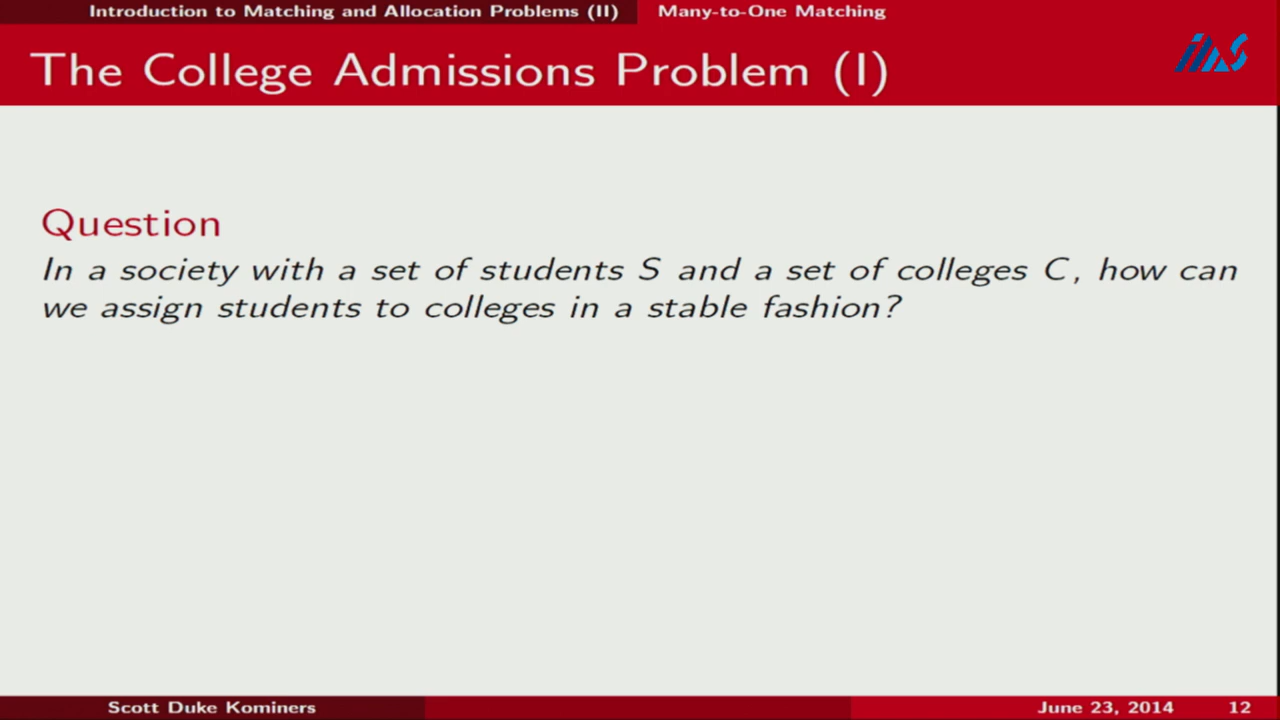 Introduction to Matching and Allocation Problems (II) Many-to-One Matching
The College Admissions Problem (I)
ias
Question
In a society with a set of students S and a set of colleges C, how can
we assign students to colleges in a stable fashion?
Scott Duke Kominers June 23, 2014 12